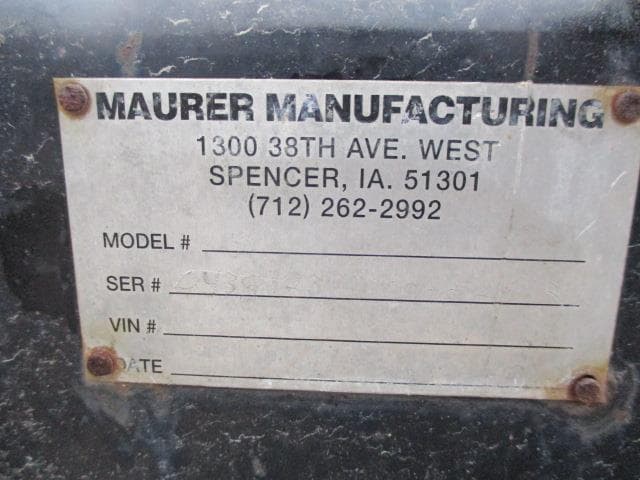 MAURER MANUFACTURING
1300 38TH AVE. WEST
SPENCER, IA. 51301
(712) 262-2992
MODEL #
SER #
VIN #
DATE